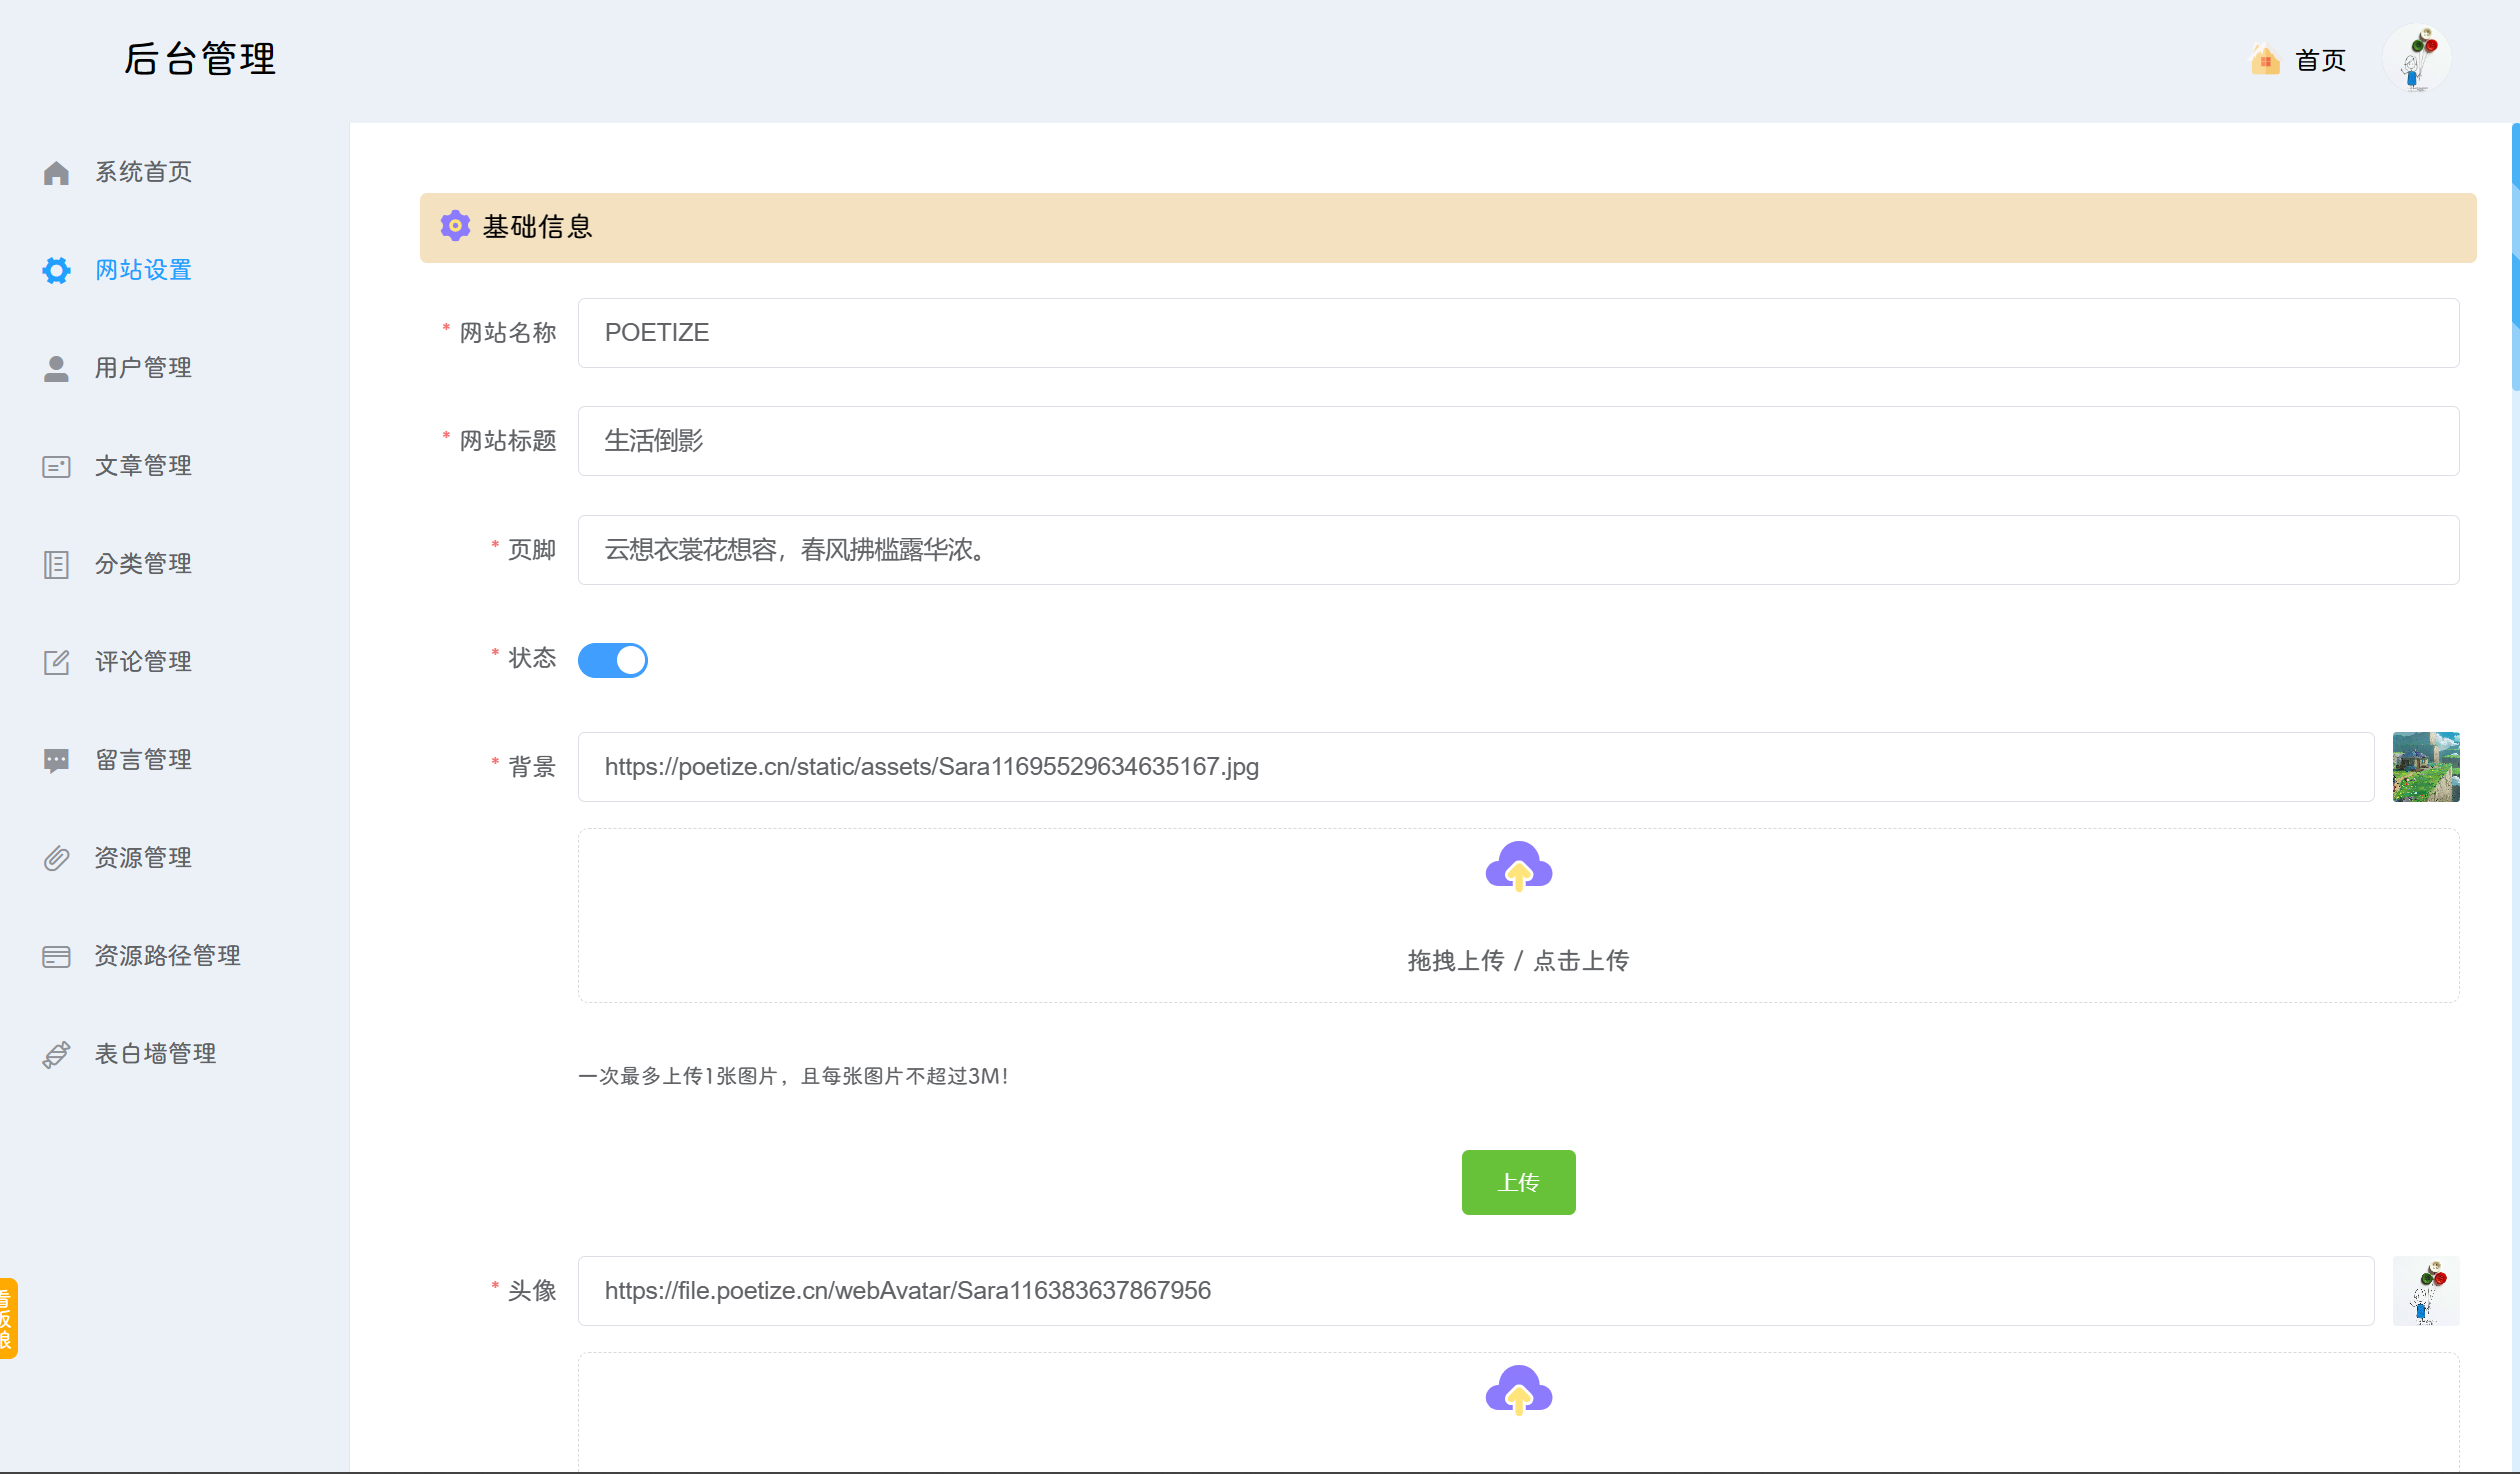 后台管理
首页
系统首页
网站设置
用户管理
文章管理
分类管理
评论管理
留言管理
资源管理
资源路径管理
表白墙管理
看板娘
基础信息
* 网站名称 POETIZE
* 网站标题 生活倒影
* 页脚 云想衣裳花想容，春风拂槛露华浓。
* 状态
* 背景 https://poetize.cn/static/assets/Sara11695529634635167.jpg
拖拽上传 / 点击上传
一次最多上传1张图片，且每张图片不超过3M！
上传
* 头像 https://file.poetize.cn/webAvatar/Sara116383637867956